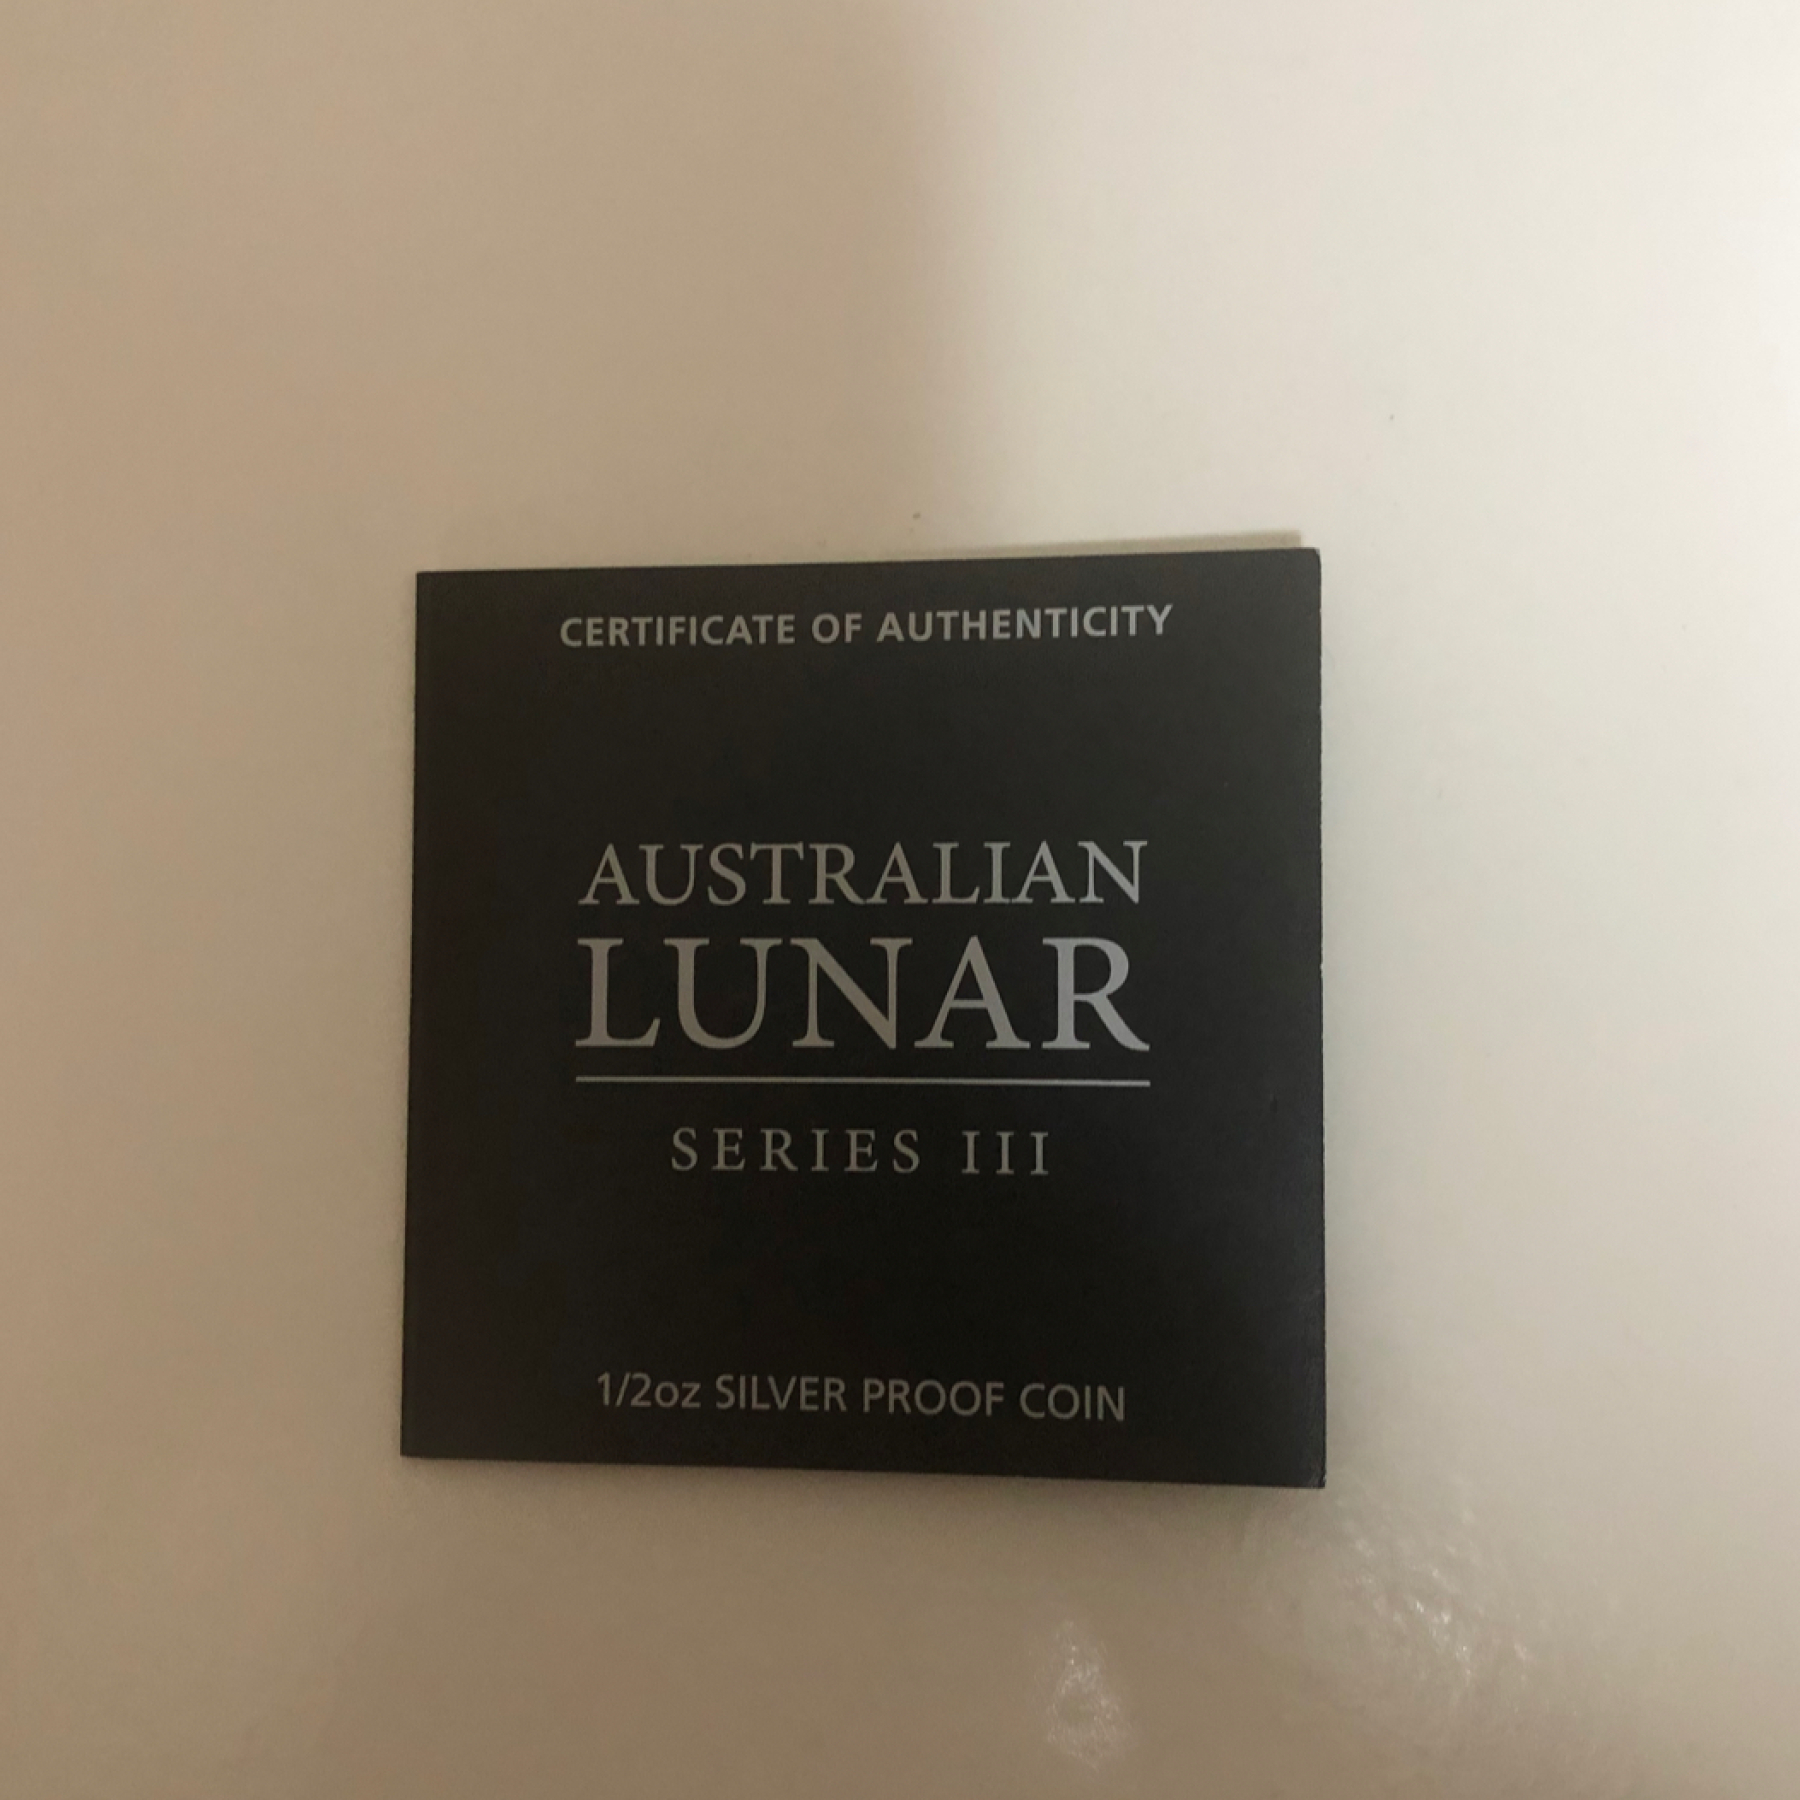 CERTIFICATE OF AUTHENTICITY
AUSTRALIAN
LUNAR
SERIES III
1/2oz SILVER PROOF COIN